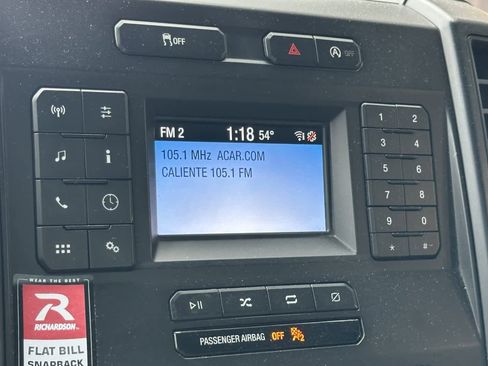 OFF
A OFF
FM 2 1:18 54°
105.1 MHz ACAR.COM
CALIENTE 105.1 FM
1 2
3 4
5 6
7 8
9 0
* #
i
WEAR THE BEST
R
RICHARDSON
FLAT BILL
SNAPBACK
PASSENGER AIRBAG OFF 2